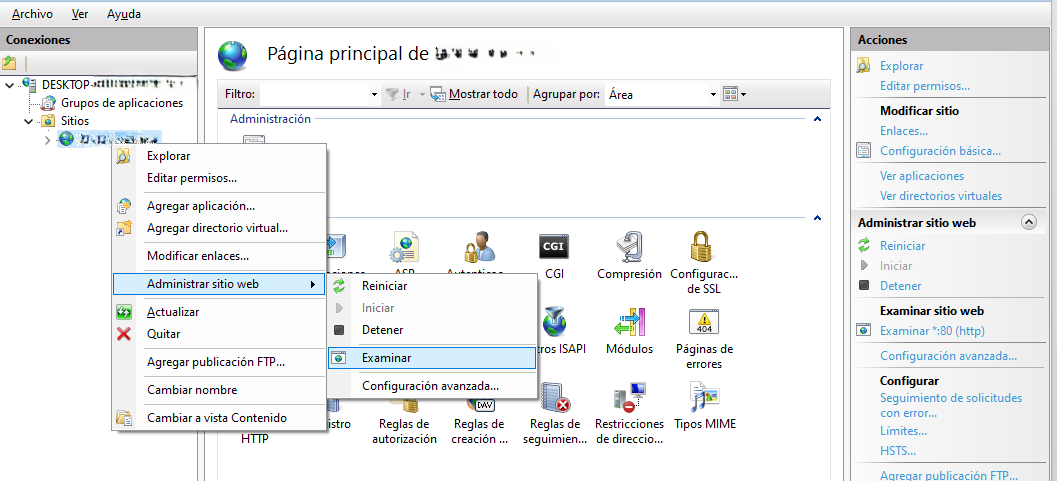 Archivo Ver Ayuda
Conexiones
DESKTOP-
Grupos de aplicaciones
Sitios
Explorar
Editar permisos...
Agregar aplicación...
Agregar directorio virtual...
Modificar enlaces...
Administrar sitio web
Actualizar
Quitar
Agregar publicación FTP...
Cambiar nombre
Cambiar a vista Contenido
Reiniciar
Iniciar
Detener
Examinar
Configuración avanzada...
Página principal de
Filtro: Ir Mostrar todo Agrupar por: Área
Administración
ASP
CGI Compresión Configurac...
de SSL
ISAPI Módulos Páginas de
errores
404
HTTP
Reglas de
autorización
Reglas de
creación ...
DAV
Reglas de
seguimien...
Restricciones
de direccio...
Tipos MIME
CGI
Acciones
Explorar
Editar permisos...
Modificar sitio
Enlaces...
Configuración básica...
Ver aplicaciones
Ver directorios virtuales
Administrar sitio web
Reiniciar
Iniciar
Detener
Examinar sitio web
Examinar *:80 (http)
Configuración avanzada...
Configurar
Seguimiento de solicitudes
con error...
Límites...
HSTS...
Agregar publicación FTP...